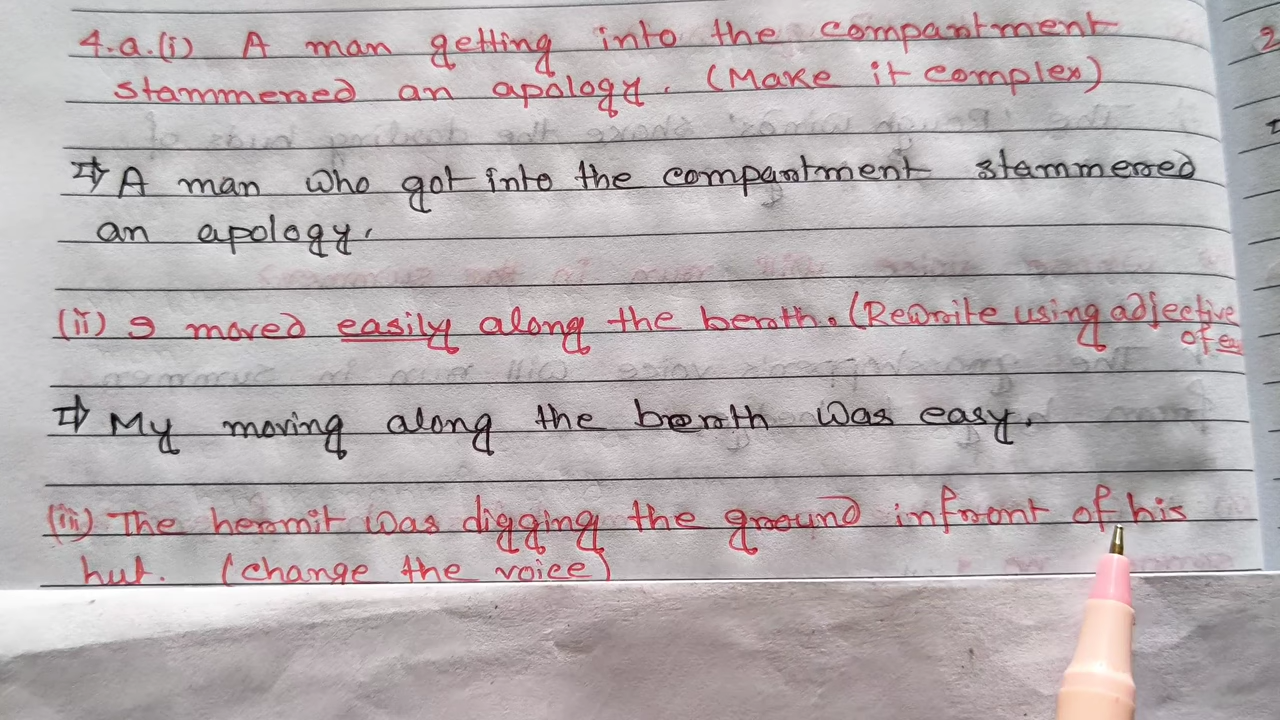 4.a.(i) A man getting into the compartment
stammered an apology. (Make it complex)
⇒ A man who got into the compartment stammered
an apology.
(ii) I moved easily along the berth. (Rewrite using adjective
of
⇒ My moving along the berth was easy.
(iii) The hermit was digging the ground infront of his
hut. (change the voice)
2